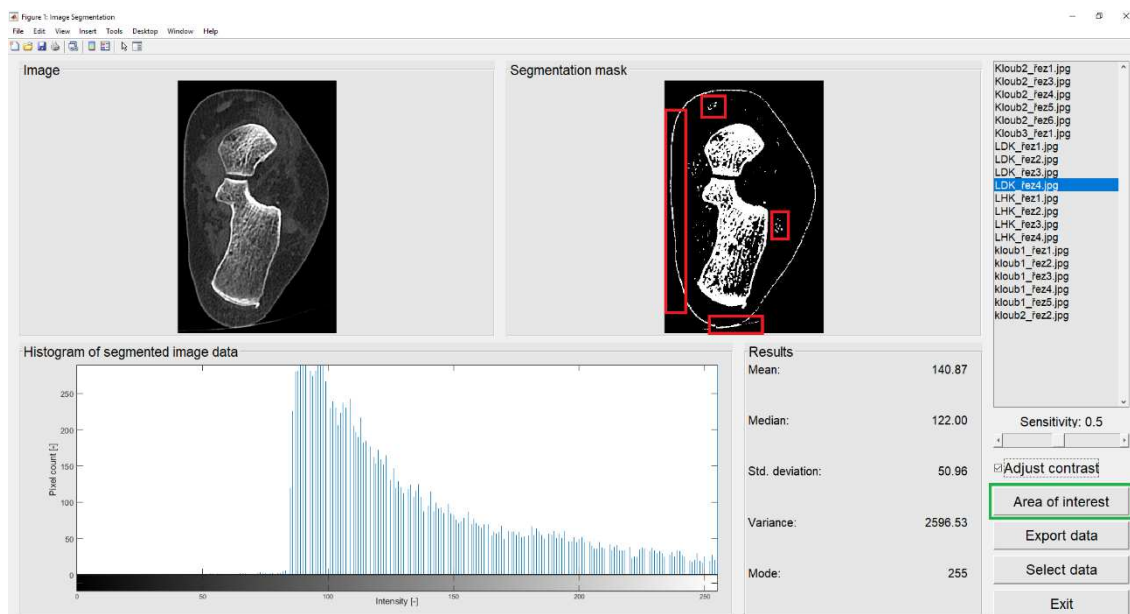 Figure 1: Image Segmentation
File Edit View Insert Tools Desktop Window Help
Image
Segmentation mask
Kloub2_řez1.jpg
Kloub2_řez3.jpg
Kloub2_řez4.jpg
Kloub2_řez5.jpg
Kloub2_řez6.jpg
Kloub3_řez1.jpg
LDK_řez1.jpg
LDK_řez2.jpg
LDK_řez3.jpg
LDK_řez4.jpg
LHK_řez1.jpg
LHK_řez2.jpg
LHK_řez3.jpg
LHK_řez4.jpg
kloub1_řez1.jpg
kloub1_řez2.jpg
kloub1_řez3.jpg
kloub1_řez4.jpg
kloub1_řez5.jpg
kloub2_řez2.jpg
Histogram of segmented image data
Pixel count [-]
250
200
150
100
50
0
0 50 100 150 200 250
Intensity [-]
Results
Mean: 140.87
Median: 122.00
Std. deviation: 50.96
Variance: 2596.53
Mode: 255
Sensitivity: 0.5
Adjust contrast
Area of interest
Export data
Select data
Exit